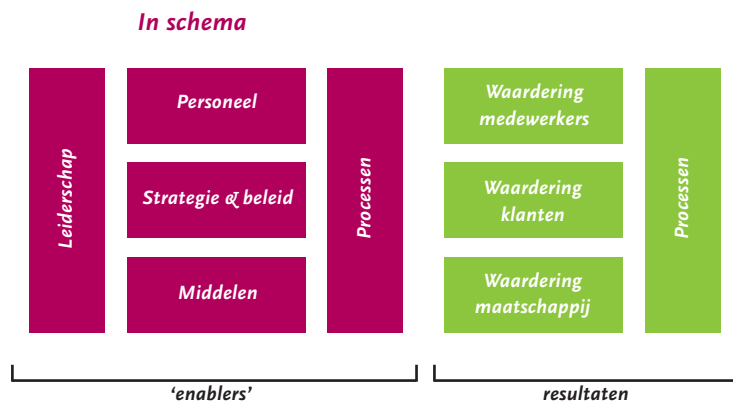 In schema
Leiderschap
Personeel
Strategie & beleid
Middelen
Processen
Waardering
medewerkers
Waardering
klanten
Waardering
maatschappij
Processen
‘enablers’
resultaten